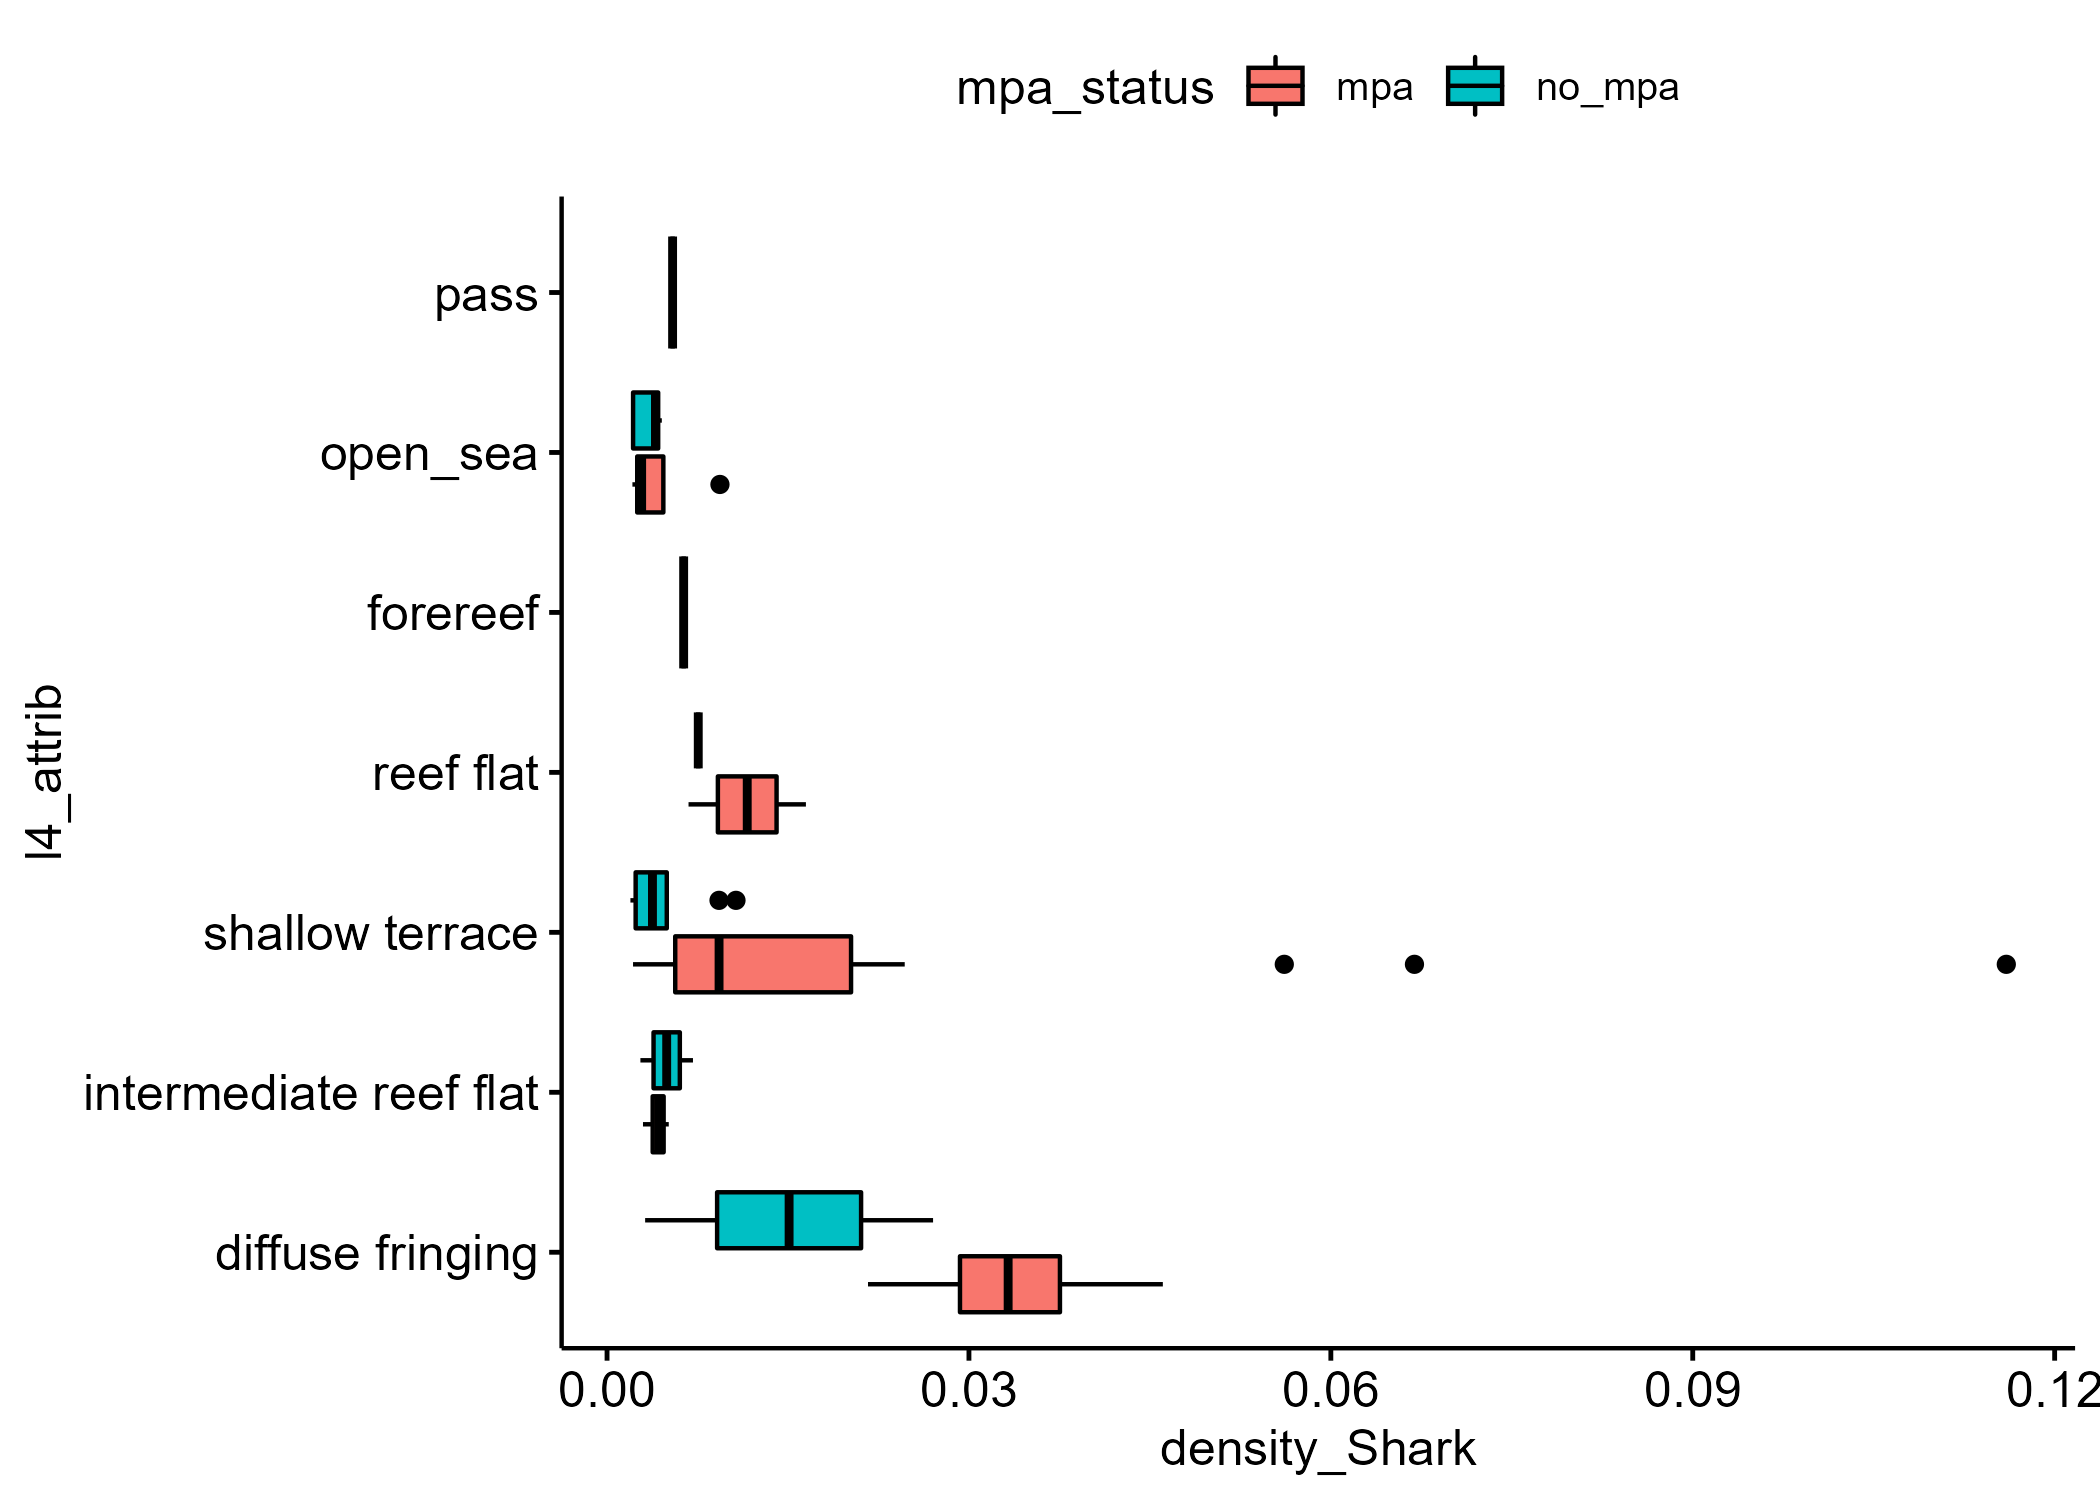 mpa_status mpa no_mpa
pass
open_sea
forereef
reef flat
shallow terrace
intermediate reef flat
diffuse fringing
l4_attrib
0.00 0.03 0.06 0.09 0.12
density_Shark